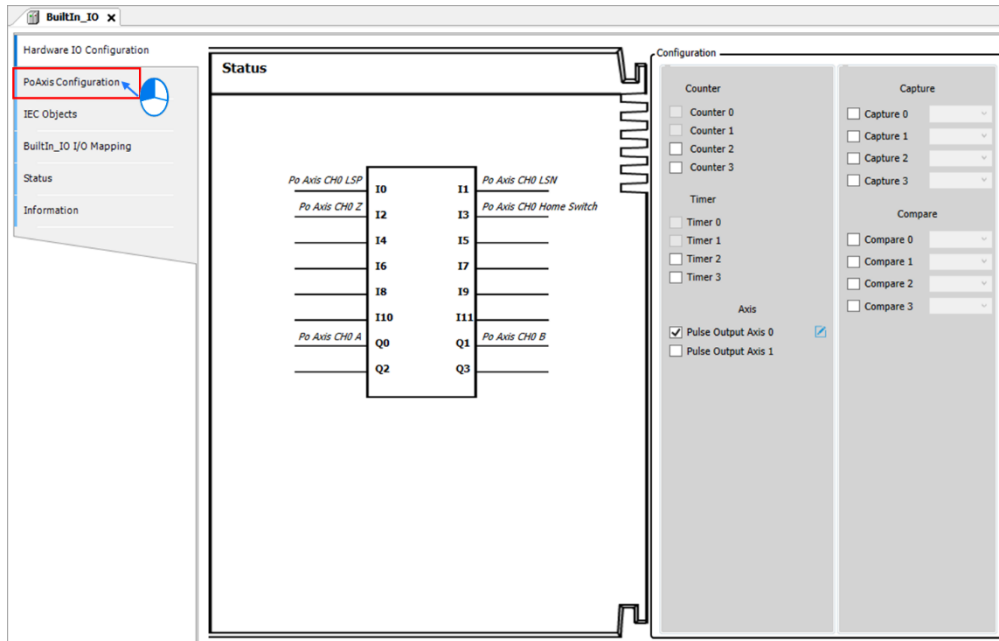 BuiltIn_IO
Hardware IO Configuration
PoAxis Configuration
IEC Objects
BuiltIn_IO I/O Mapping
Status
Information
Status
Po Axis CH0 LSP I0 I1 Po Axis CH0 LSN
Po Axis CH0 Z I2 I3 Po Axis CH0 Home Switch
I4 I5
I6 I7
I8 I9
I10 I11
Po Axis CH0 A Q0 Q1 Po Axis CH0 B
Q2 Q3
Configuration
Counter
Counter 0
Counter 1
Counter 2
Counter 3
Timer
Timer 0
Timer 1
Timer 2
Timer 3
Axis
Pulse Output Axis 0
Pulse Output Axis 1
Capture
Capture 0
Capture 1
Capture 2
Capture 3
Compare
Compare 0
Compare 1
Compare 2
Compare 3